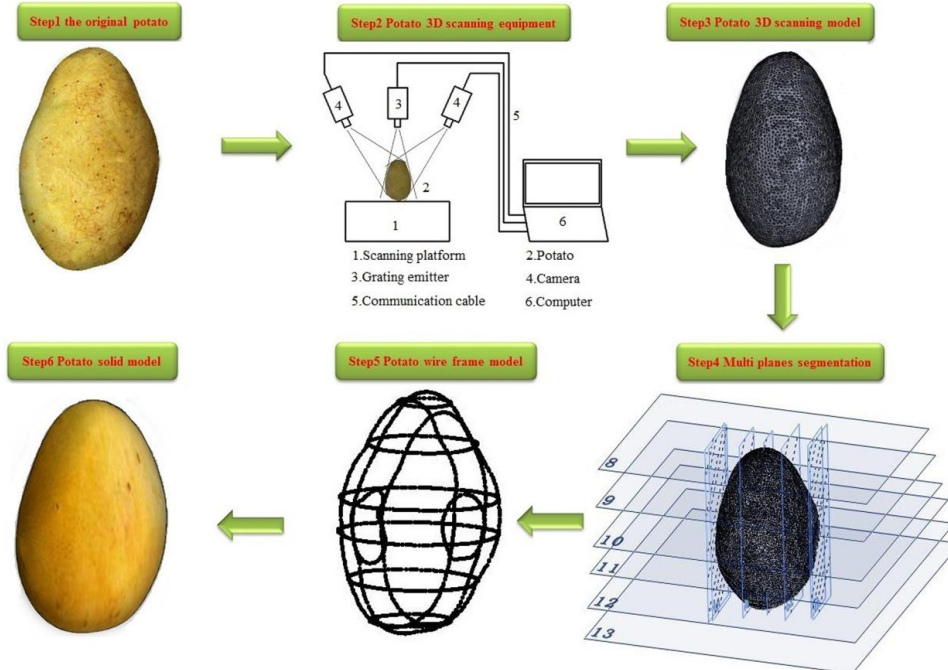 Step1 the original potato
Step2 Potato 3D scanning equipment
Step3 Potato 3D scanning model
4
3
4
5
2
1
6
1.Scanning platform
2.Potato
3.Grating emitter
4.Camera
5.Communication cable
6.Computer
Step6 Potato solid model
Step5 Potato wire frame model
Step4 Multi planes segmentation
8
9
10
11
12
13